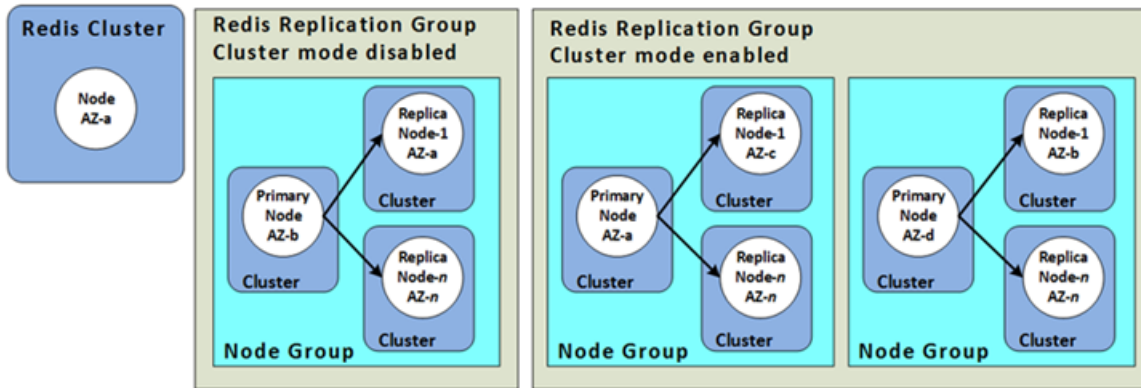 Redis Cluster
Node
AZ-a
Redis Replication Group
Cluster mode disabled
Replica
Node-1
AZ-a
Cluster
Primary
Node
AZ-b
Cluster
Replica
Node-n
AZ-n
Cluster
Node Group
Redis Replication Group
Cluster mode enabled
Replica
Node-1
AZ-c
Cluster
Primary
Node
AZ-a
Cluster
Replica
Node-n
AZ-n
Cluster
Node Group
Replica
Node-1
AZ-b
Cluster
Primary
Node
AZ-d
Cluster
Replica
Node-n
AZ-n
Cluster
Node Group